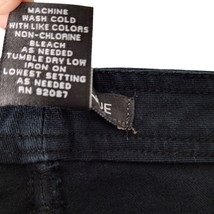 MACHINE
WASH COLD
WITH LIKE COLORS
NON-CHLORINE
BLEACH
AS NEEDED
TUMBLE DRY LOW
IRON ON
LOWEST SETTING
AS NEEDED
RN 92087